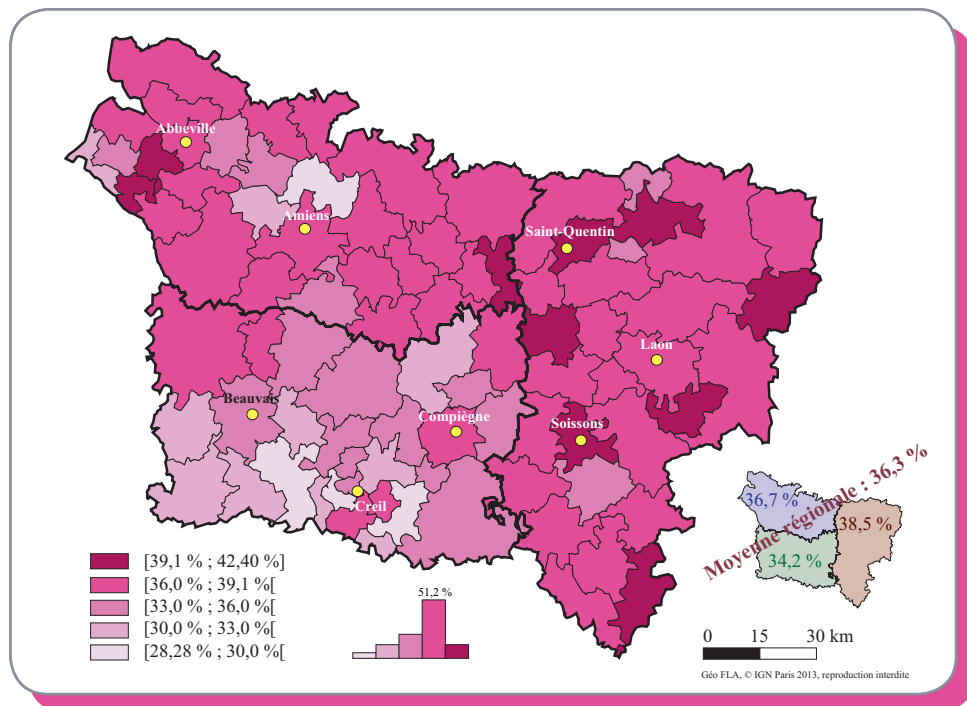 Abbeville
Amiens
Saint-Quentin
Laon
Beauvais
Compiègne
Soissons
Creil
Moyenne régionale : 36,3 %
36,7 %
38,5 %
34,2 %
[39,1 % ; 42,40 %]
[36,0 % ; 39,1 %[
[33,0 % ; 36,0 %[
[30,0 % ; 33,0 %[
[28,28 % ; 30,0 %[
51,2 %
0 15 30 km
Géo FLA, © IGN Paris 2013, reproduction interdite